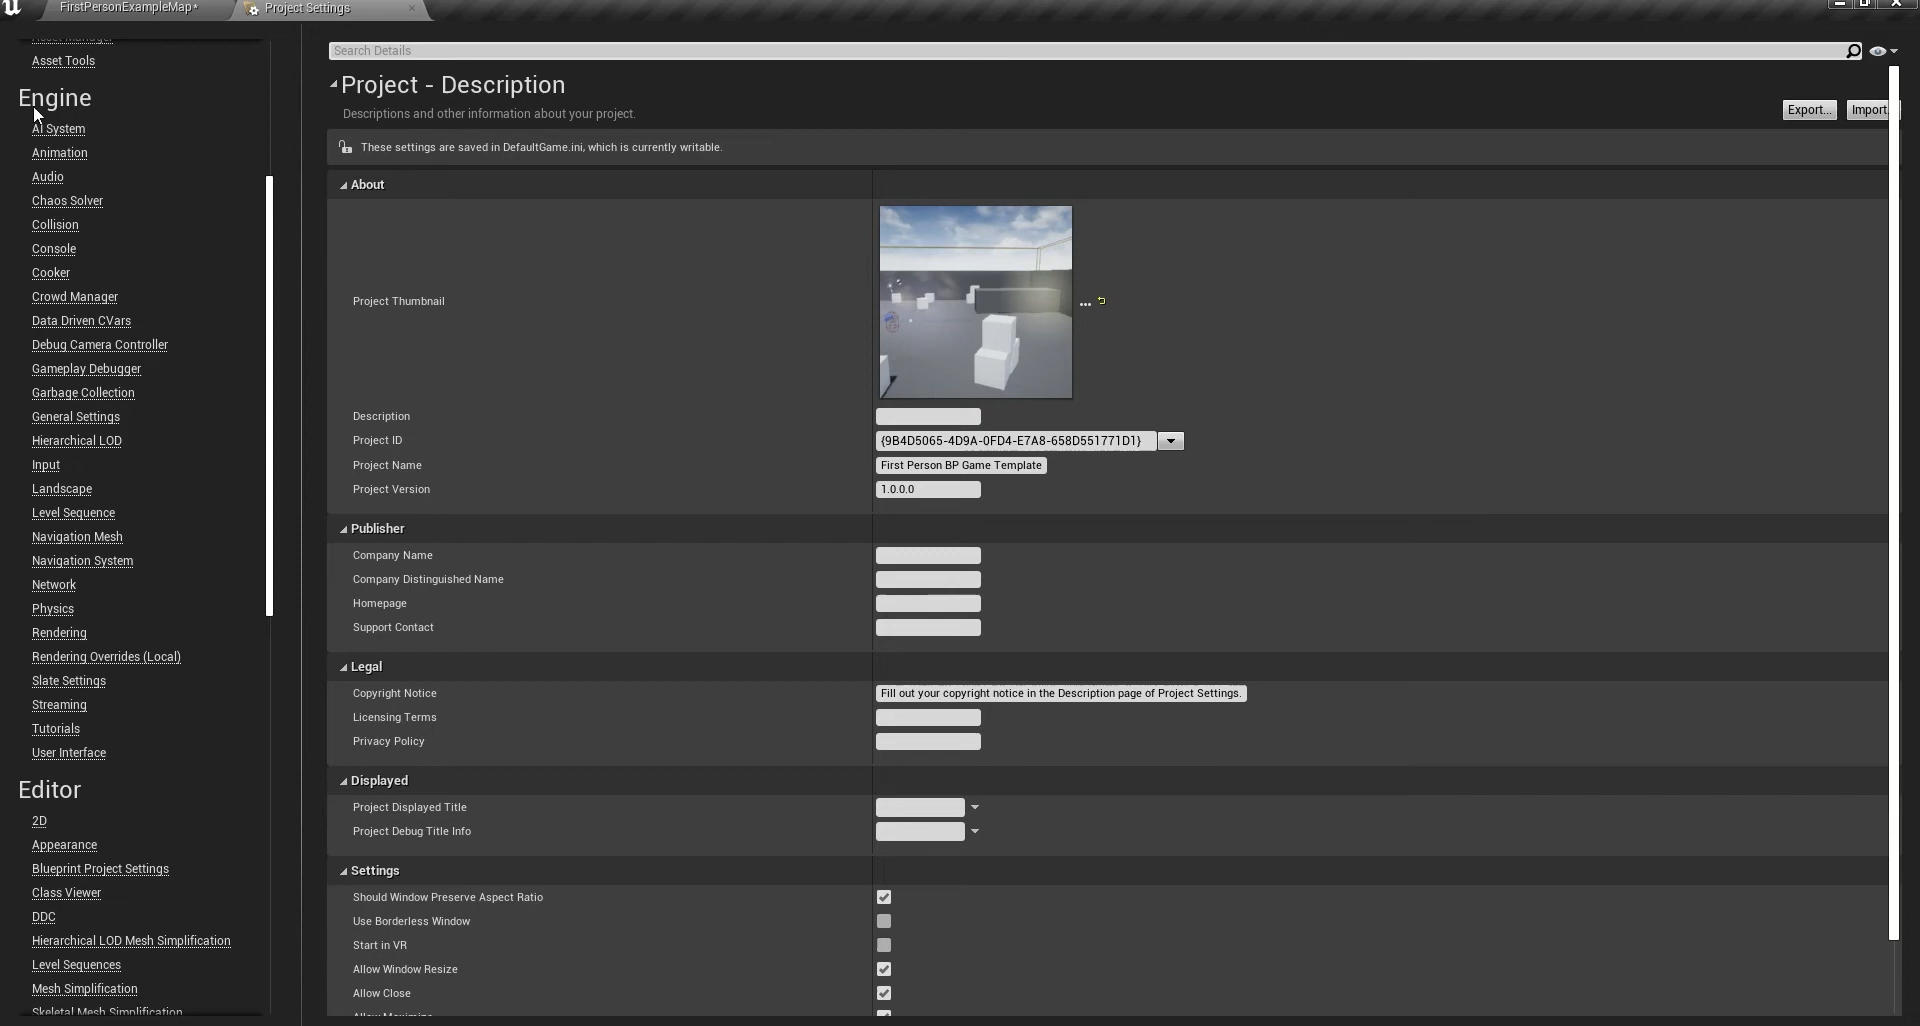 FirstPersonExampleMap*
Project Settings
Asset Manager
Asset Tools
Engine
AI System
Animation
Audio
Chaos Solver
Collision
Console
Cooker
Crowd Manager
Data Driven CVars
Debug Camera Controller
Gameplay Debugger
Garbage Collection
General Settings
Hierarchical LOD
Input
Landscape
Level Sequence
Navigation Mesh
Navigation System
Network
Physics
Rendering
Rendering Overrides (Local)
Slate Settings
Streaming
Tutorials
User Interface
Editor
2D
Appearance
Blueprint Project Settings
Class Viewer
DDC
Hierarchical LOD Mesh Simplification
Level Sequences
Mesh Simplification
Skeletal Mesh Simplification
Search Details
Project - Description
Descriptions and other information about your project.
Export...
Import
These settings are saved in DefaultGame.ini, which is currently writable.
About
Project Thumbnail
...
Description
Project ID {9B4D5065-4D9A-0FD4-E7A8-658D551771D1}
Project Name First Person BP Game Template
Project Version 1.0.0.0
Publisher
Company Name
Company Distinguished Name
Homepage
Support Contact
Legal
Copyright Notice Fill out your copyright notice in the Description page of Project Settings.
Licensing Terms
Privacy Policy
Displayed
Project Displayed Title
Project Debug Title Info
Settings
Should Window Preserve Aspect Ratio
Use Borderless Window
Start in VR
Allow Window Resize
Allow Close
Allow Maximize